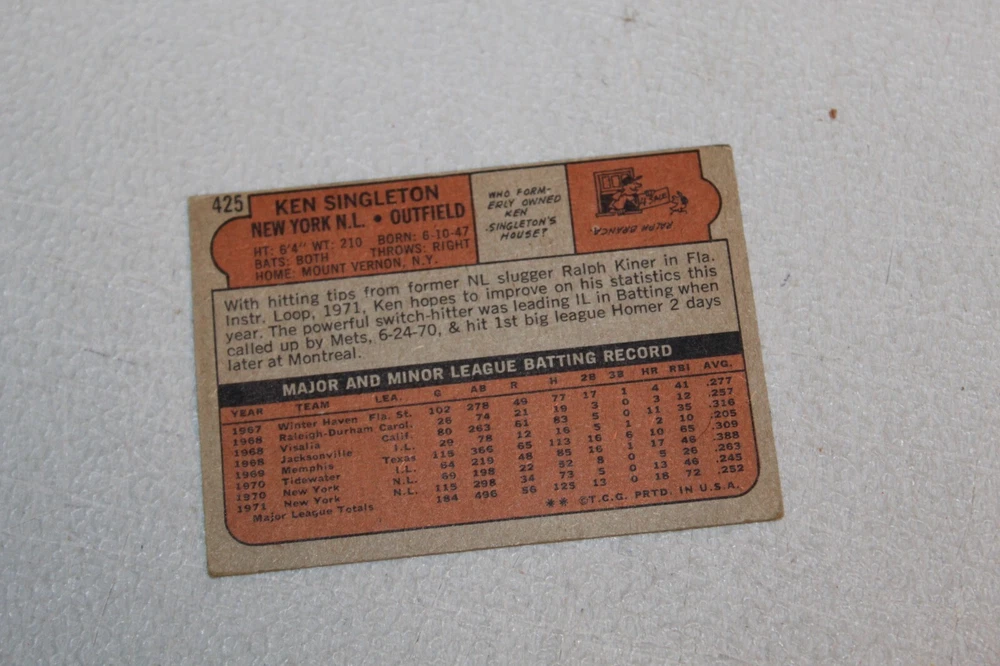 425
KEN SINGLETON
NEW YORK N.L. • OUTFIELD
HT: 6'4" WT: 210 BORN: 6-10-47
BATS: BOTH THROWS: RIGHT
HOME: MOUNT VERNON, N.Y.
WHO FORM-
ERLY OWNED
KEN
SINGLETON'S
HOUSE?
RALPH BRANCA.
With hitting tips from former NL slugger Ralph Kiner in Fla.
Instr. Loop, 1971, Ken hopes to improve on his statistics this
year. The powerful switch-hitter was leading IL in Batting when
called up by Mets, 6-24-70, & hit 1st big league Homer 2 days
later at Montreal.
MAJOR AND MINOR LEAGUE BATTING RECORD
YEAR TEAM LEA. G AB R H 2B 3B HR RBI AVG.
1967 Winter Haven Fla. St. 102 278 49 77 17 1 4 41 .277
1968 Raleigh-Durham Carol. 26 74 21 19 3 0 3 12 .257
1968 Visalia Calif. 80 263 61 83 5 0 11 35 .316
1968 Jacksonville I.L. 29 78 12 16 5 1 2 10 .205
1969 Memphis Texas 115 366 65 113 16 6 10 65 .309
1970 Tidewater I.L. 64 219 48 85 16 1 17 46 .388
1970 New York N.L. 69 198 22 52 8 0 5 26 .263
1971 New York N.L. 115 298 34 73 5 0 13 46 .245
Major League Totals 184 496 56 125 13 0 18 72 .252
** ©T.C.G. PRTD. IN U.S.A.